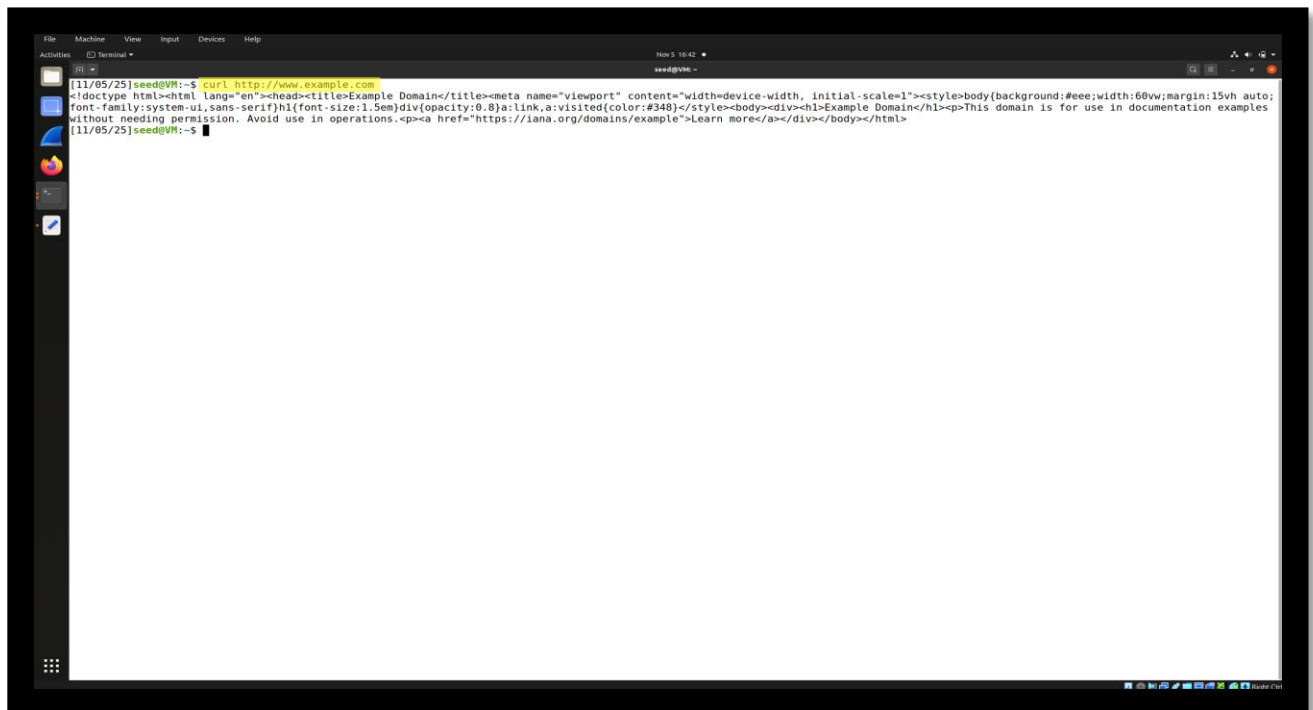 File Machine View Input Devices Help
Activities Terminal Nov 5 16:42
seed@VM: ~
[11/05/25]seed@VM:~$ curl http://www.example.com
<!doctype html><html lang="en"><head><title>Example Domain</title><meta name="viewport" content="width=device-width, initial-scale=1"><style>body{background:#eee;width:60vw;margin:15vh auto;
font-family:system-ui,sans-serif}h1{font-size:1.5em}div{opacity:0.8}a:link,a:visited{color:#348}</style><body><div><h1>Example Domain</h1><p>This domain is for use in documentation examples
without needing permission. Avoid use in operations.<p><a href="https://iana.org/domains/example">Learn more</a></div></body></html>
[11/05/25]seed@VM:~$
Right Ctrl